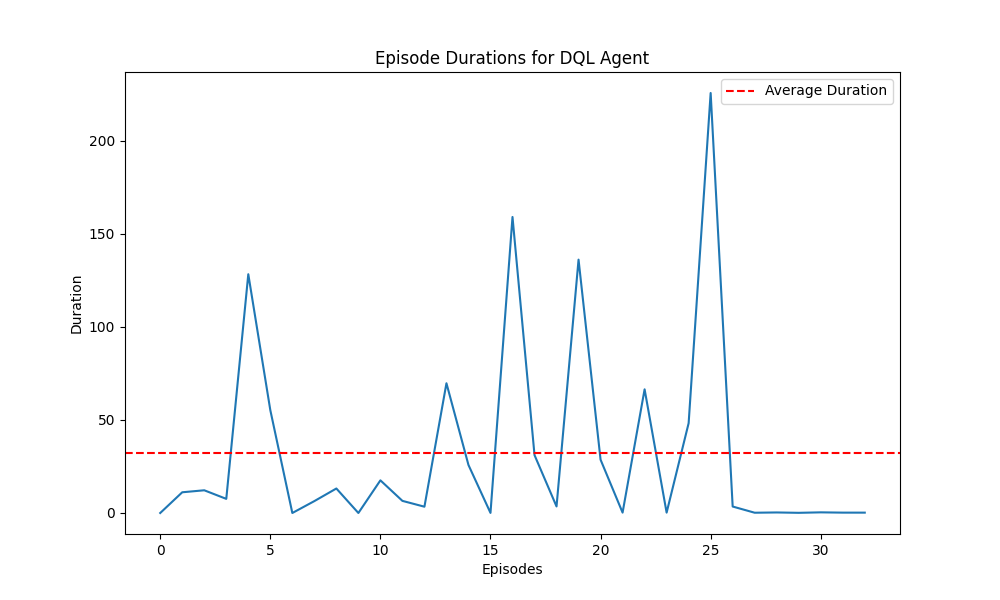 Episode Durations for DQL Agent
Average Duration
200
150
100
50
0
Duration
0 5 10 15 20 25 30
Episodes